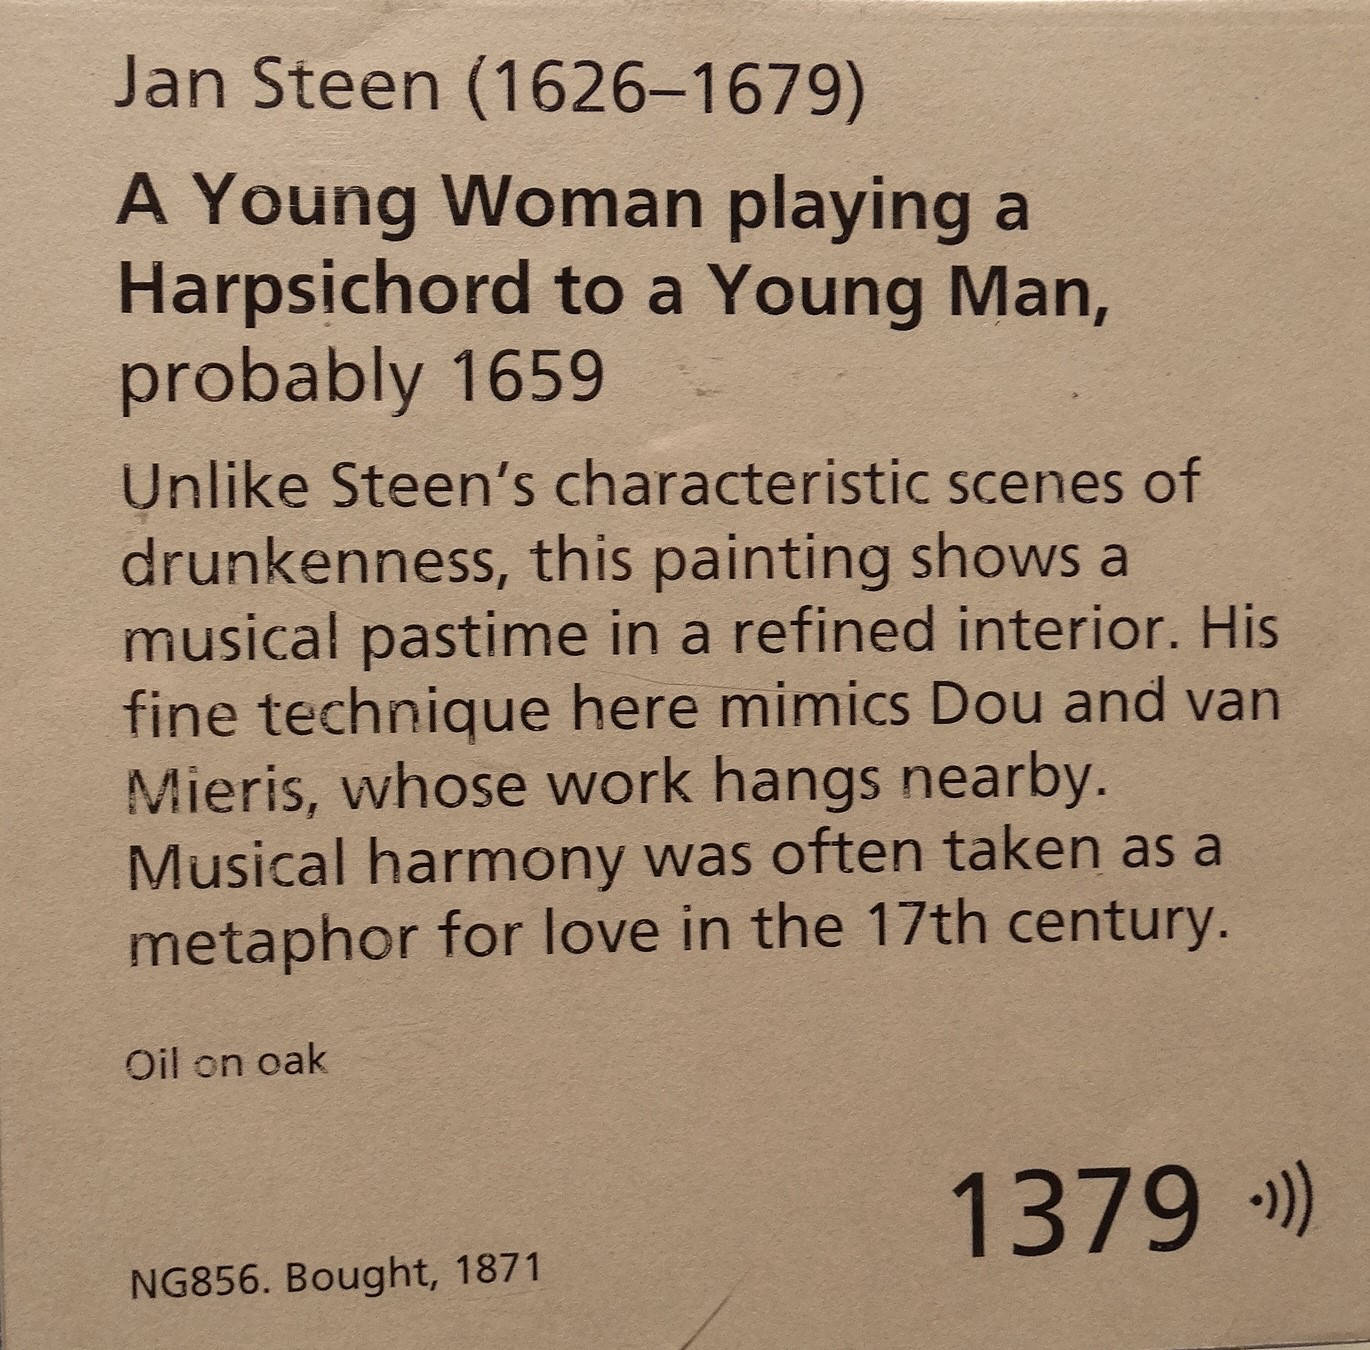 Jan Steen (1626–1679)
A Young Woman playing a
Harpsichord to a Young Man,
probably 1659
Unlike Steen’s characteristic scenes of
drunkenness, this painting shows a
musical pastime in a refined interior. His
fine technique here mimics Dou and van
Mieris, whose work hangs nearby.
Musical harmony was often taken as a
metaphor for love in the 17th century.
Oil on oak
1379
NG856. Bought, 1871